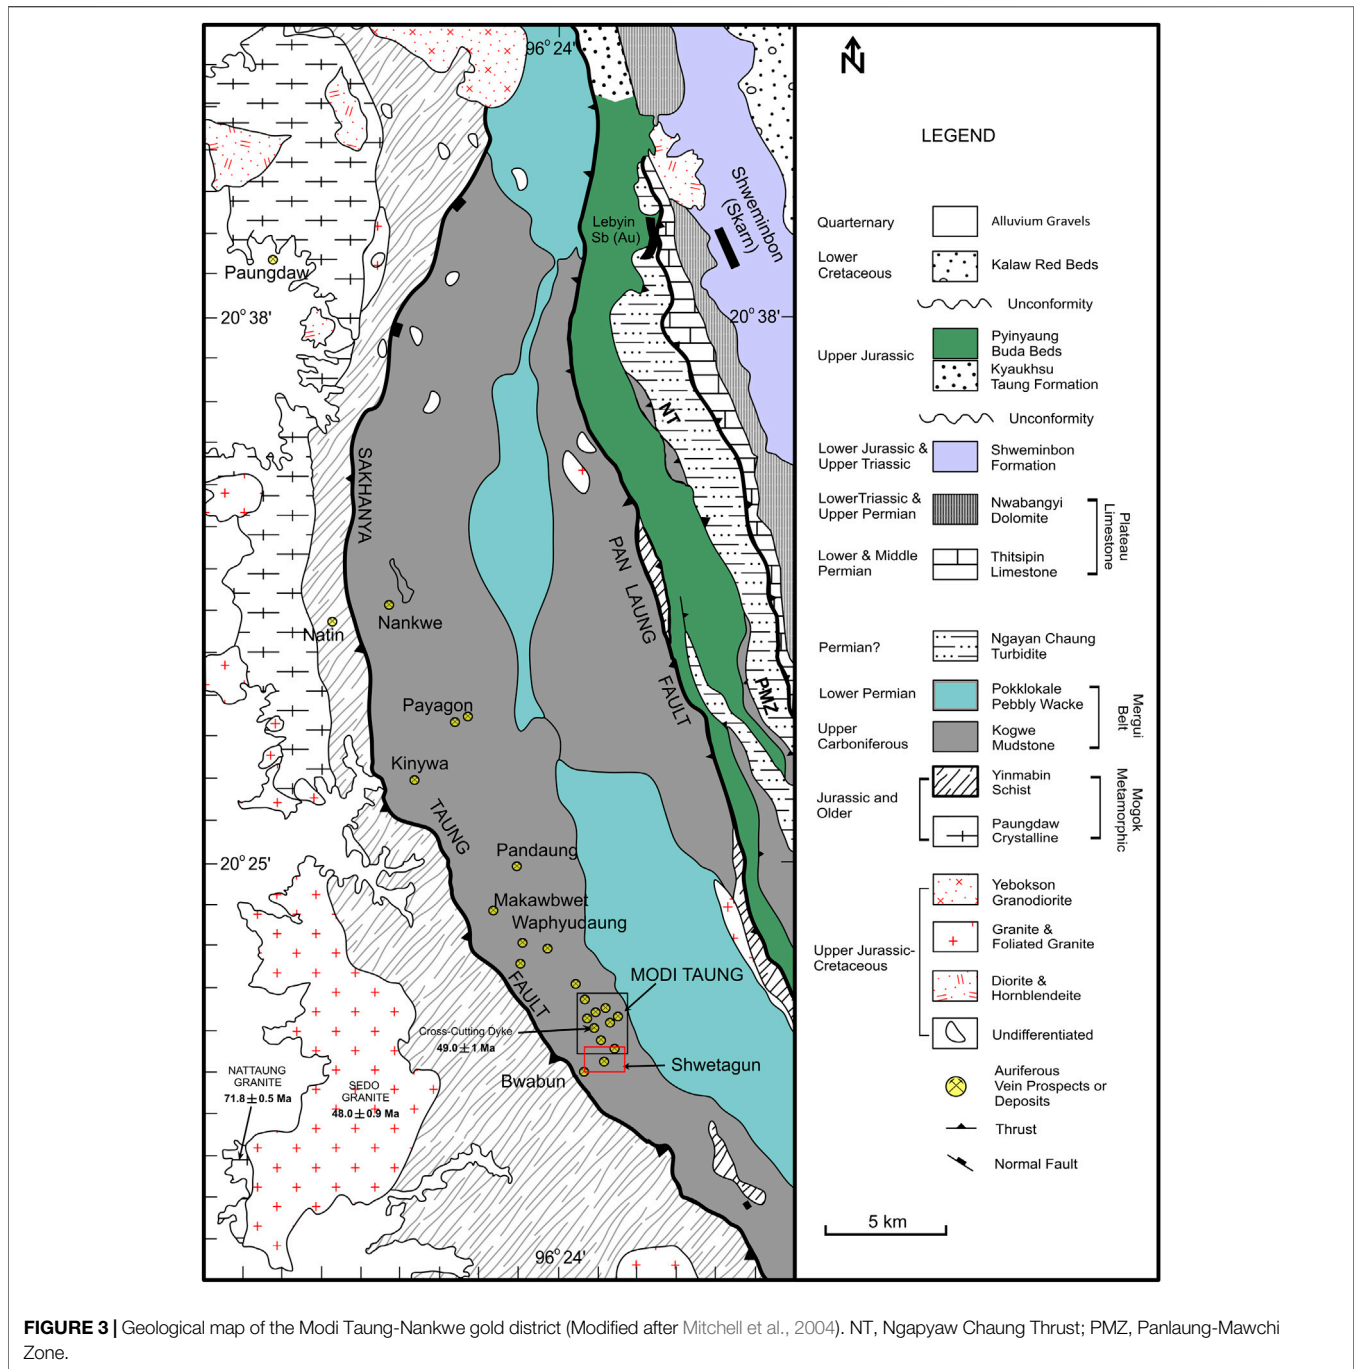 96° 24'
Paungdaw
20° 38'
Lebyin
Sb (Au)
Shweminbon
(Skarn)
20° 38'
NT
SAKHANYA
PAN LAUNG
FAULT
PMZ
Natin
Nankwe
Payagon
Kinywa
TAUNG
20° 25'
Pandaung
Makawbwet
Waphyudaung
FAULT
MODI TAUNG
Cross-Cutting Dyke
49.0±1 Ma
Shwetagun
Bwabun
NATTAUNG
GRANITE
71.8±0.5 Ma
SEDO
GRANITE
48.0±0.9 Ma
96° 24'
N
LEGEND
Quarternary
Alluvium Gravels
Lower
Cretaceous
Kalaw Red Beds
Unconformity
Upper Jurassic
Pyinyaung
Buda Beds
Kyaukhsu
Taung Formation
Unconformity
Lower Jurassic &
Upper Triassic
Shweminbon
Formation
LowerTriassic &
Upper Permian
Nwabangyi
Dolomite
Lower & Middle
Permian
Thitsipin
Limestone
Plateau
Limestone
Permian?
Ngayan Chaung
Turbidite
Lower Permian
Pokklokale
Pebbly Wacke
Upper
Carboniferous
Kogwe
Mudstone
Mergui
Belt
Jurassic and
Older
Yinmabin
Schist
Paungdaw
Crystalline
Mogok
Metamorphic
Upper Jurassic-
Cretaceous
Yebokson
Granodiorite
Granite &
Foliated Granite
Diorite &
Hornblendeite
Undifferentiated
Auriferous
Vein Prospects or
Deposits
Thrust
Normal Fault
5 km
FIGURE 3 | Geological map of the Modi Taung-Nankwe gold district (Modified after Mitchell et al., 2004). NT, Ngapyaw Chaung Thrust; PMZ, Panlaung-Mawchi
Zone.